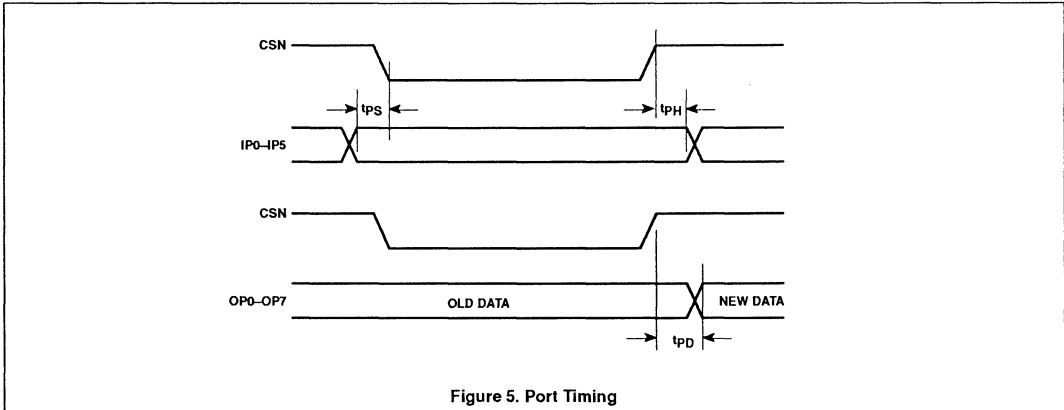 CSN
tPS
tPH
IP0–IP5
CSN
OP0–OP7
OLD DATA
NEW DATA
tPD
Figure 5. Port Timing